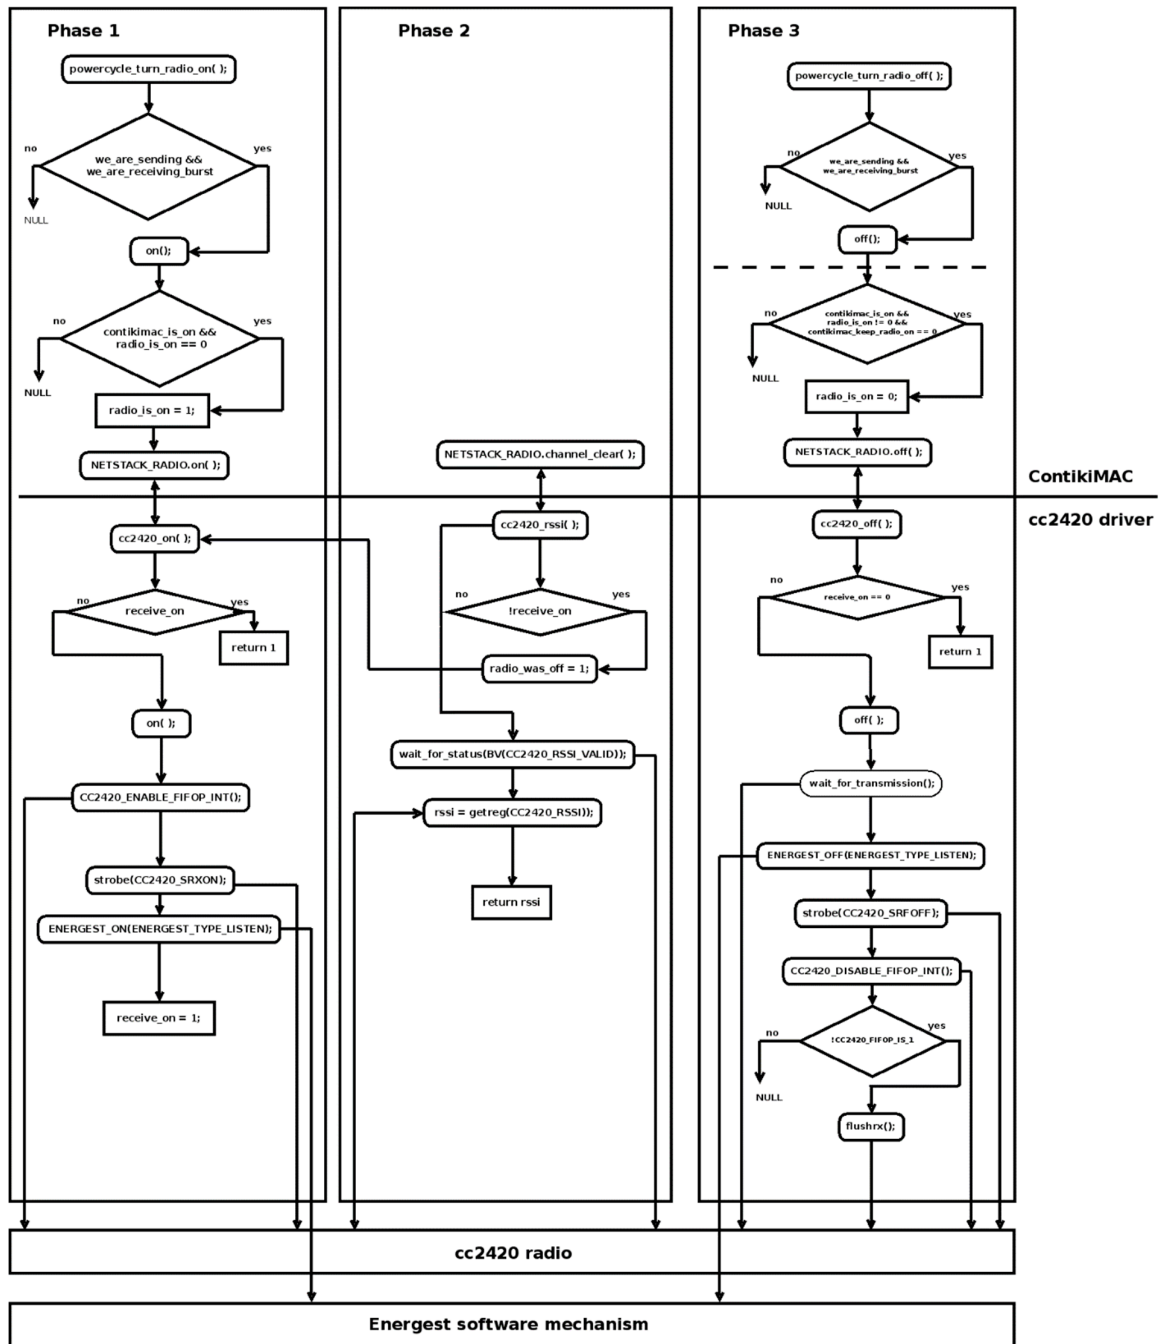 Phase 1
powercycle_turn_radio_on( );
no
yes
we_are_sending &&
we_are_receiving_burst
NULL
on();
no
yes
contikimac_is_on &&
radio_is_on == 0
NULL
radio_is_on = 1;
NETSTACK_RADIO.on( );
cc2420_on( );
no
yes
receive_on
return 1
on( );
CC2420_ENABLE_FIFOP_INT();
strobe(CC2420_SRXON);
ENERGEST_ON(ENERGEST_TYPE_LISTEN);
receive_on = 1;
Phase 2
NETSTACK_RADIO.channel_clear( );
cc2420_rssi( );
no
yes
!receive_on
radio_was_off = 1;
wait_for_status(BV(CC2420_RSSI_VALID));
rssi = getreg(CC2420_RSSI));
return rssi
Phase 3
powercycle_turn_radio_off( );
no
yes
we_are_sending &&
we_are_receiving_burst
NULL
off();
no
yes
contikimac_is_on &&
radio_is_on != 0 &&
contikimac_keep_radio_on == 0
NULL
radio_is_on = 0;
NETSTACK_RADIO.off( );
ContikiMAC
cc2420 driver
cc2420_off( );
no
yes
receive_on == 0
return 1
off( );
wait_for_transmission();
ENERGEST_OFF(ENERGEST_TYPE_LISTEN);
strobe(CC2420_SRFOFF);
CC2420_DISABLE_FIFOP_INT();
no
yes
!CC2420_FIFOP_IS_1
NULL
flushrx();
cc2420 radio
Energest software mechanism